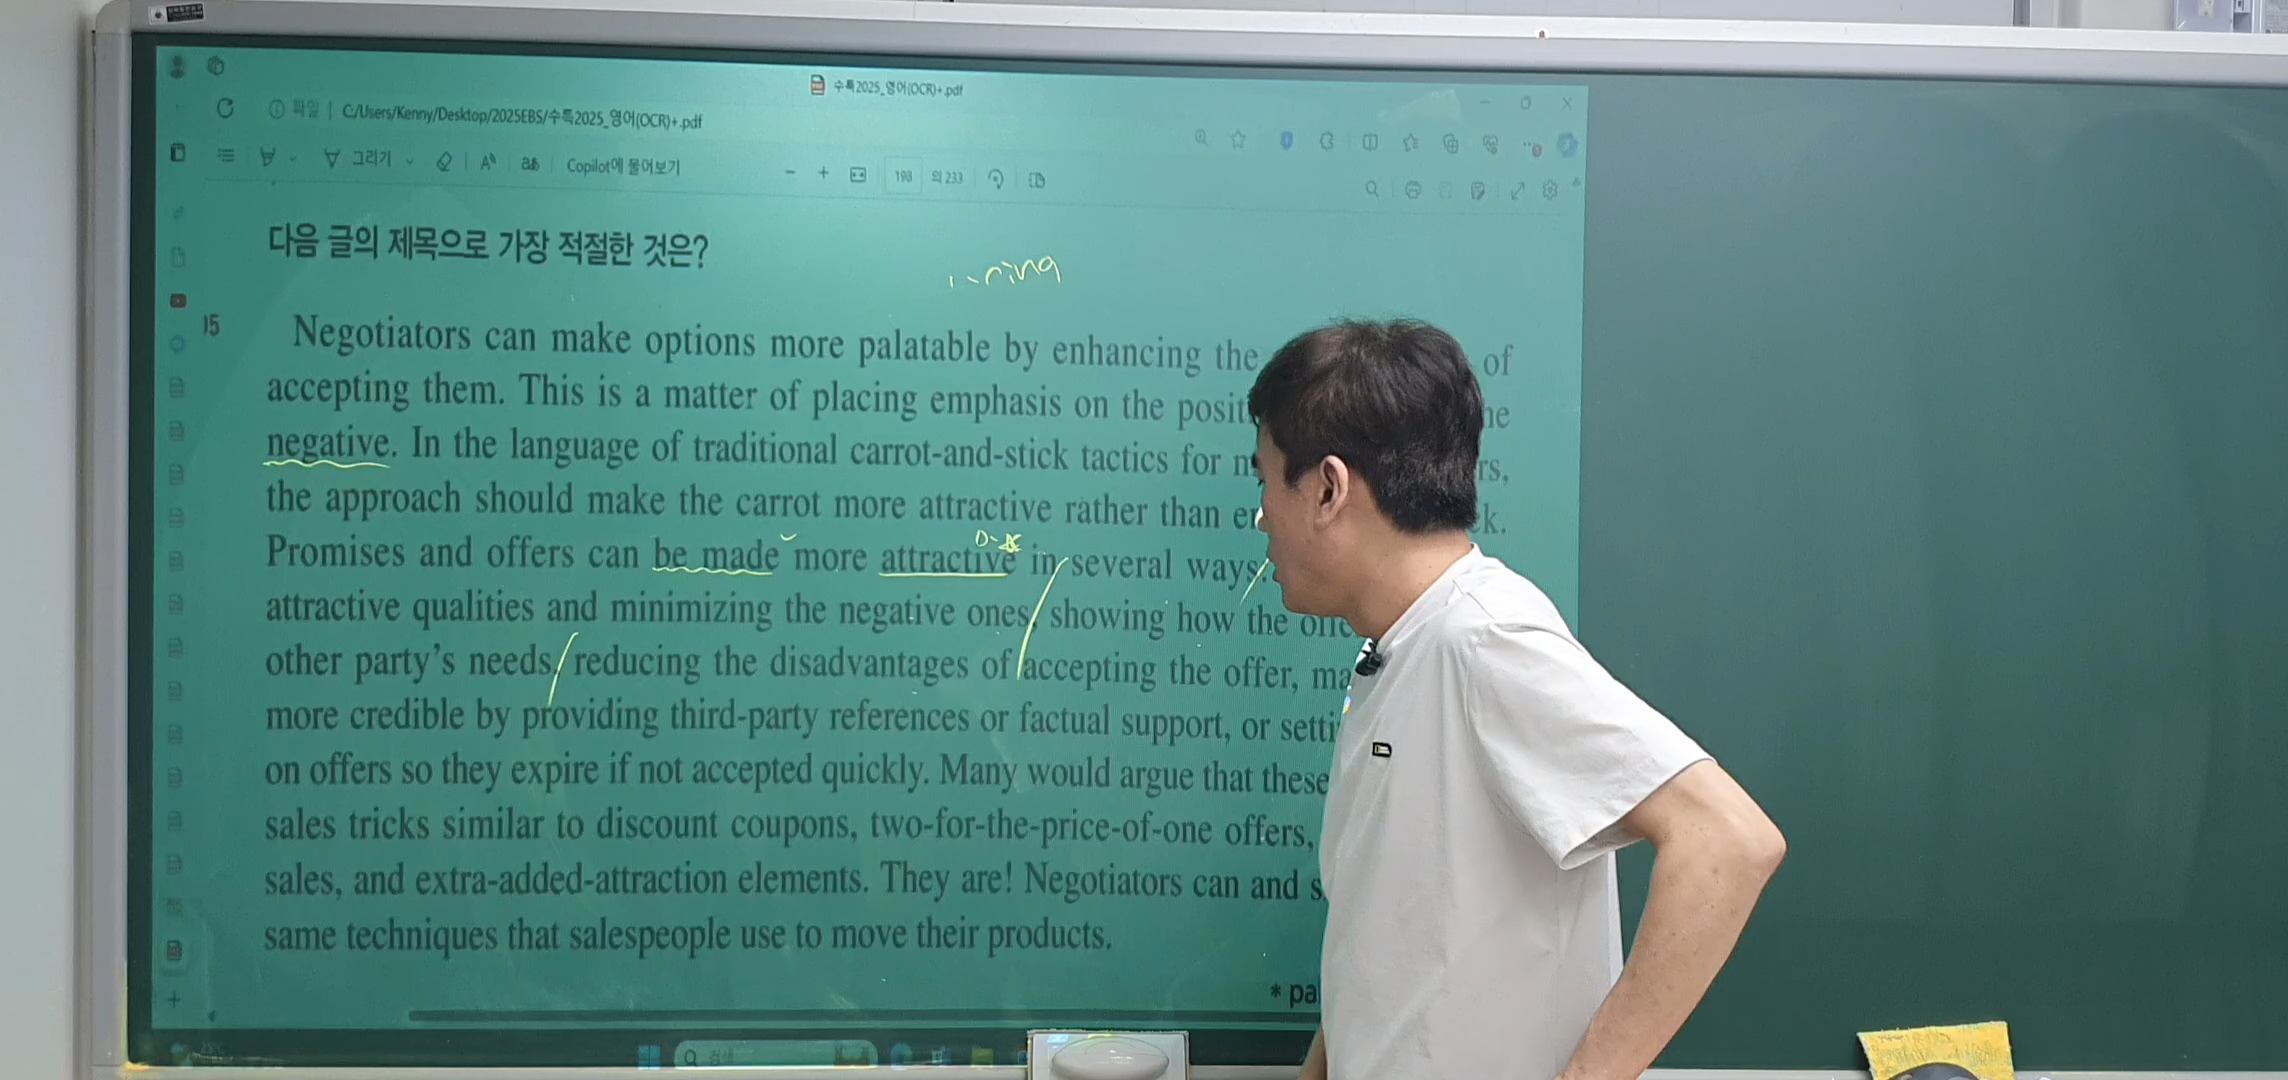 수특2025_영어(OCR)+.pdf
파일 | C:/Users/Kenny/Desktop/2025EBS/수특2025_영어(OCR)+.pdf
그리기 Copilot에 물어보기 − + 198 의 233
다음 글의 제목으로 가장 적절한 것은?
ring
Negotiators can make options more palatable by enhancing the of
accepting them. This is a matter of placing emphasis on the
negative. In the language of traditional carrot-and-stick tactics for
the approach should make the carrot more attractive rather than
Promises and offers can be made more attractive in several ways:
attractive qualities and minimizing the negative ones, showing how the
other party's needs, reducing the disadvantages of accepting the offer,
more credible by providing third-party references or factual support, or
on offers so they expire if not accepted quickly. Many would argue that these
sales tricks similar to discount coupons, two-for-the-price-of-one offers,
sales, and extra-added-attraction elements. They are! Negotiators can and
same techniques that salespeople use to move their products.
검색